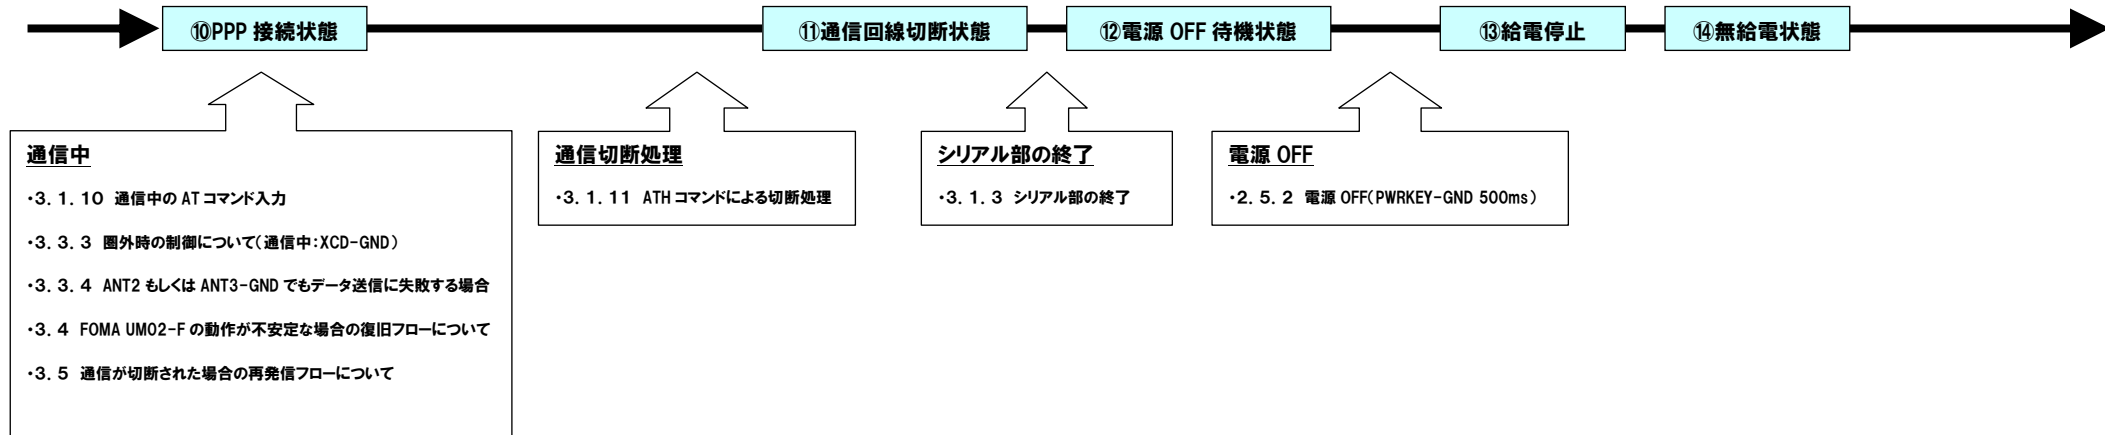 ⑩PPP 接続状態
⑪通信回線切断状態
⑫電源 OFF 待機状態
⑬給電停止
⑭無給電状態
通信中
・3.1.10 通信中の AT コマンド入力
・3.3.3 圏外時の制御について(通信中:XCD-GND)
・3.3.4 ANT2 もしくは ANT3-GND でもデータ送信に失敗する場合
・3.4 FOMA UM02-F の動作が不安定な場合の復旧フローについて
・3.5 通信が切断された場合の再発信フローについて
通信切断処理
・3.1.11 ATH コマンドによる切断処理
シリアル部の終了
・3.1.3 シリアル部の終了
電源 OFF
・2.5.2 電源 OFF(PWRKEY-GND 500ms)